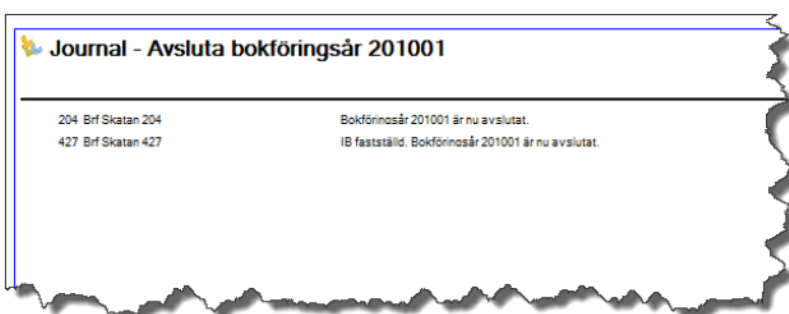 Journal - Avsluta bokföringsår 201001
204 Brf Skatan 204 Bokföringsår 201001 är nu avslutat.
427 Brf Skatan 427 IB fastställd. Bokföringsår 201001 är nu avslutat.